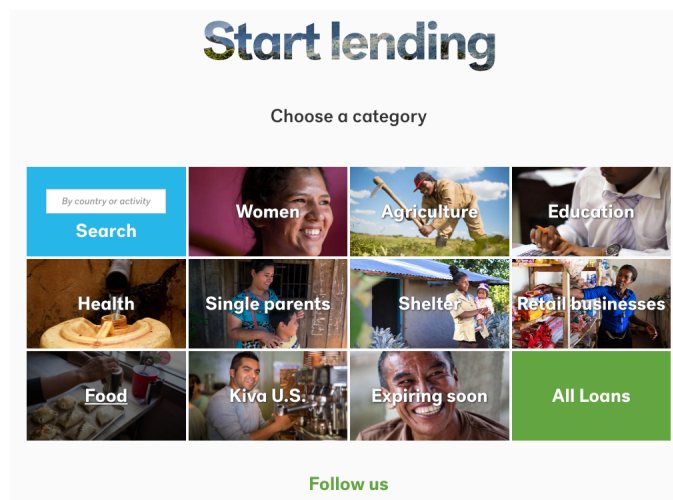 Start lending
Choose a category
By country or activity
Search
Women
Agriculture
Education
Health
Single parents
Shelter
Retail businesses
Food
Kiva U.S.
Expiring soon
All Loans
Follow us